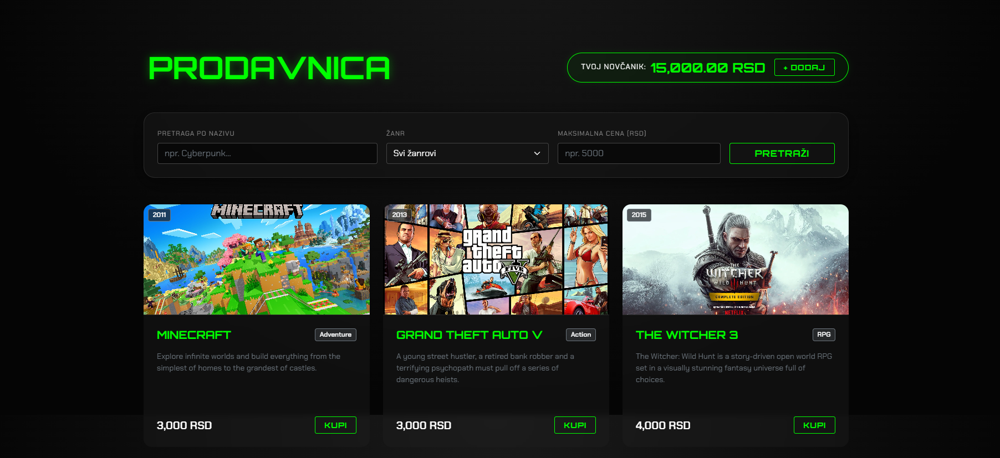 PRODAVNICA
TVOJ NOVČANIK: 15,000.00 RSD + DODAJ
PRETRAGA PO NAZIVU
npr. Cyberpunk...
ŽANR
Svi žanrovi
MAKSIMALNA CENA (RSD)
npr. 5000
PRETRAŽI
2011
MINECRAFT
MINECRAFT
Adventure
Explore infinite worlds and build everything from the
simplest of homes to the grandest of castles.
3,000 RSD
KUPI
2013
grand
theft
auto
FIVE
GRAND THEFT AUTO V
Action
A young street hustler, a retired bank robber and a
terrifying psychopath must pull off a series of
dangerous heists.
3,000 RSD
KUPI
2015
THE
WITCHER
WILD HUNT
COMPLETE EDITION
NETFLIX
THE WITCHER 3
RPG
The Witcher: Wild Hunt is a story-driven open world RPG
set in a visually stunning fantasy universe full of
choices.
4,000 RSD
KUPI